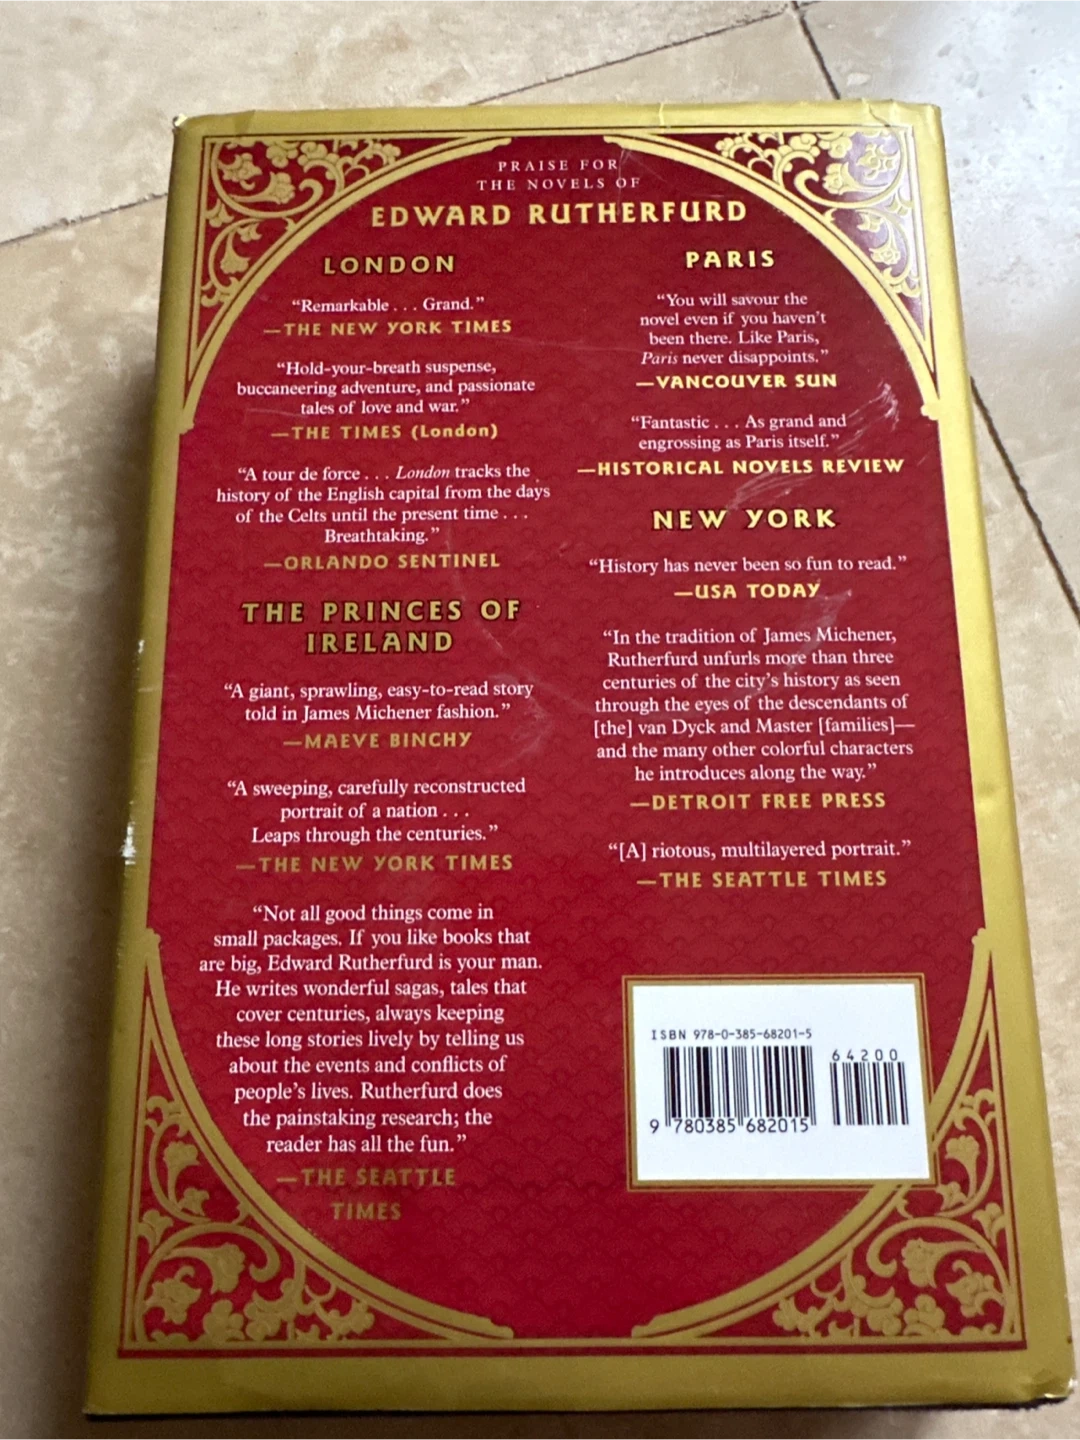 PRAISE FOR
THE NOVELS OF
EDWARD RUTHERFURD
LONDON
“Remarkable . . . Grand.”
—THE NEW YORK TIMES
“Hold-your-breath suspense,
buccaneering adventure, and passionate
tales of love and war.”
—THE TIMES (London)
“A tour de force . . . London tracks the
history of the English capital from the days
of the Celts until the present time . . .
Breathtaking.”
—ORLANDO SENTINEL
THE PRINCES OF
IRELAND
“A giant, sprawling, easy-to-read story
told in James Michener fashion.”
—MAEVE BINCHY
“A sweeping, carefully reconstructed
portrait of a nation . . .
Leaps through the centuries.”
—THE NEW YORK TIMES
“Not all good things come in
small packages. If you like books that
are big, Edward Rutherfurd is your man.
He writes wonderful sagas, tales that
cover centuries, always keeping
these long stories lively by telling us
about the events and conflicts of
people’s lives. Rutherfurd does
the painstaking research; the
reader has all the fun.”
—THE SEATTLE
TIMES
PARIS
“You will savour the
novel even if you haven’t
been there. Like Paris,
Paris never disappoints.”
—VANCOUVER SUN
“Fantastic . . . As grand and
engrossing as Paris itself.”
—HISTORICAL NOVELS REVIEW
NEW YORK
“History has never been so fun to read.”
—USA TODAY
“In the tradition of James Michener,
Rutherfurd unfurls more than three
centuries of the city’s history as seen
through the eyes of the descendants of
[the] van Dyck and Master [families]—
and the many other colorful characters
he introduces along the way.”
—DETROIT FREE PRESS
“[A] riotous, multilayered portrait.”
—THE SEATTLE TIMES
ISBN 978-0-385-68201-5
64200
9 780385 682015